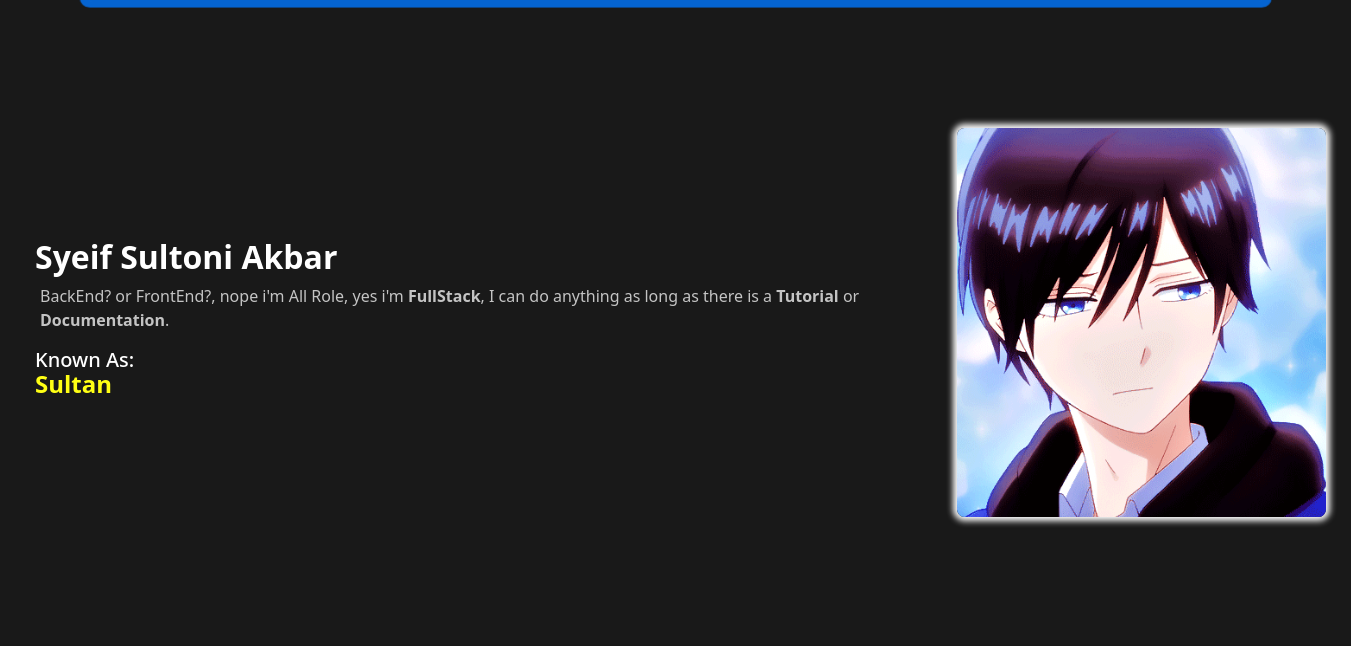 Syeif Sultoni Akbar
BackEnd? or FrontEnd?, nope i'm All Role, yes i'm FullStack, I can do anything as long as there is a Tutorial or
Documentation.
Known As:
Sultan